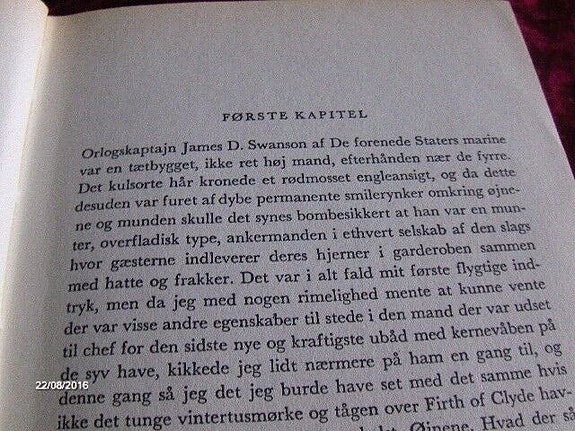 FØRSTE KAPITEL
Orlogskaptajn James D. Swanson af De forenede Staters marine
var en tætbygget, ikke ret høj mand, efterhånden nær de fyrre.
Det kulsorte hår kronede et rødmosset engleansigt, og da dette
desuden var furet af dybe permanente smilerynker omkring øjne-
ne og munden skulle det synes bombesikkert at han var en mun-
ter, overfladisk type, ankermanden i ethvert selskab af den slags
hvor gæsterne indleverer deres hjerner i garderoben sammen
med hatte og frakker. Det var i alt fald mit første flygtige ind-
tryk, men da jeg med nogen rimelighed mente at kunne vente
der var visse andre egenskaber til stede i den mand der var udset
til chef for den sidste nye og kraftigste ubåd med kernevåben på
de syv have, kikkede jeg lidt nærmere på ham en gang til, og
denne gang så jeg det jeg burde have set med det samme hvis
ikke det tunge vintertusmørke og tågen over Firth of Clyde hav-
Øjnene. Hvad der så
22/08/2016